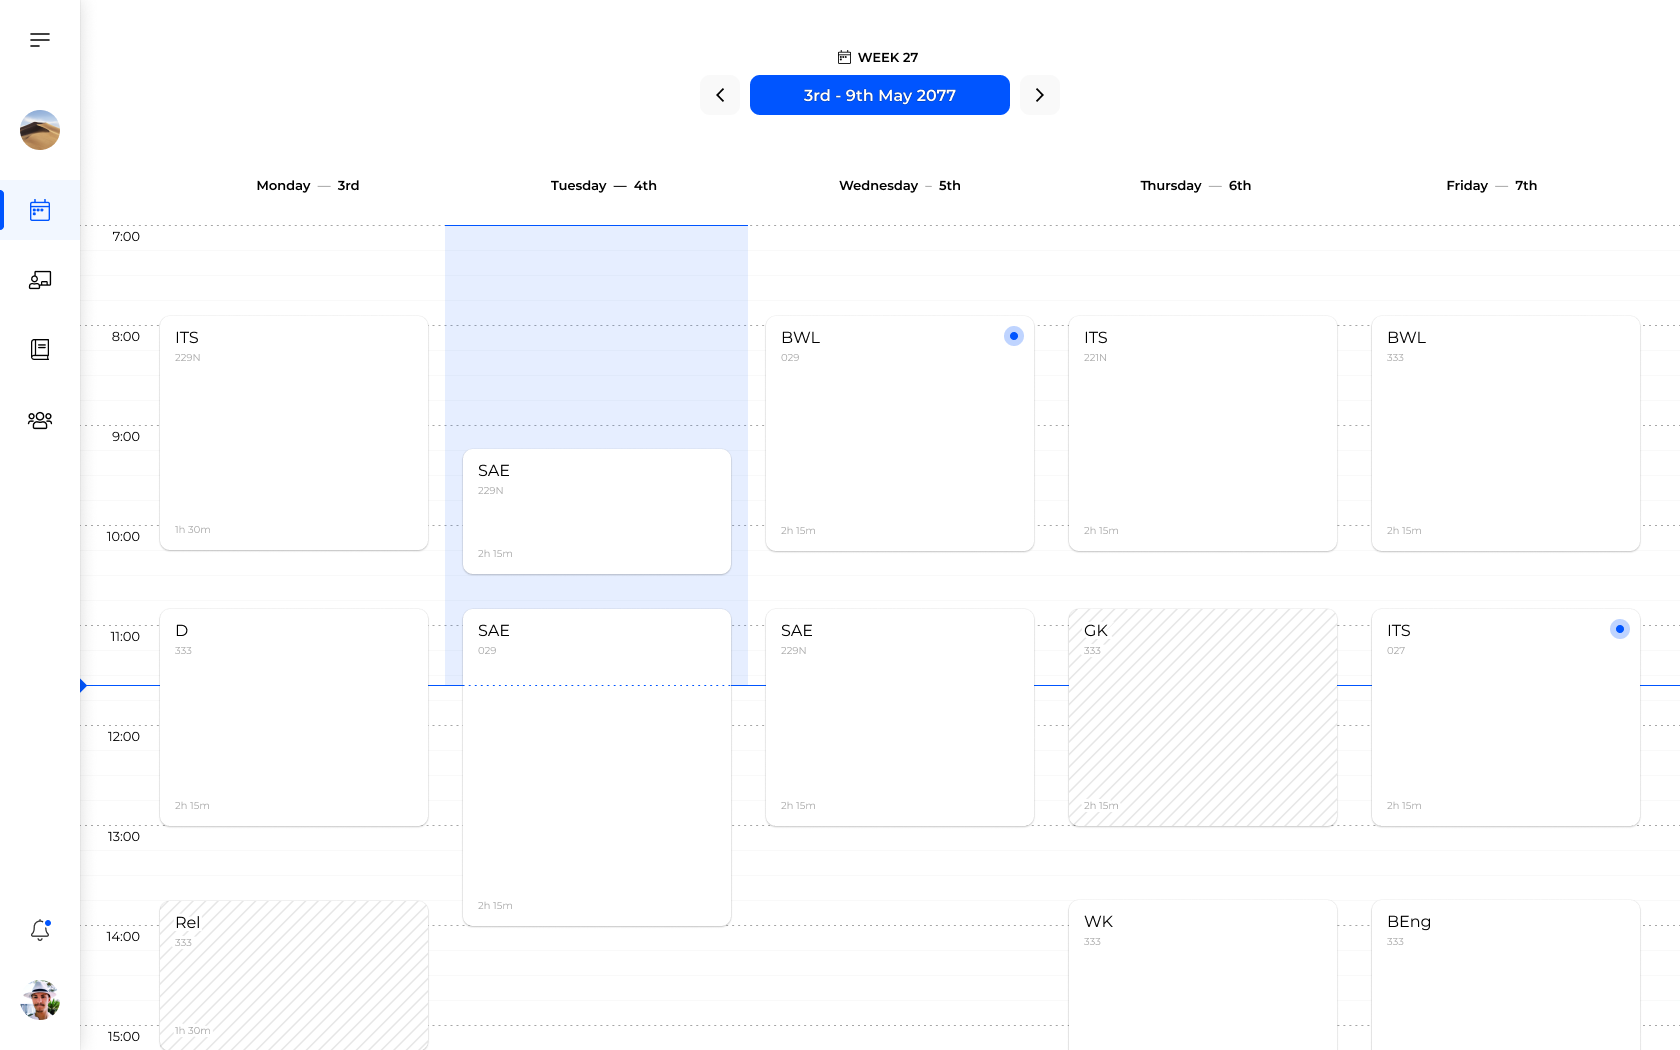 WEEK 27
3rd - 9th May 2077
Monday — 3rd
Tuesday — 4th
Wednesday – 5th
Thursday — 6th
Friday — 7th
7:00
8:00
9:00
10:00
11:00
12:00
13:00
14:00
15:00
ITS
229N
1h 30m
D
333
2h 15m
Rel
333
1h 30m
SAE
229N
2h 15m
SAE
029
2h 15m
BWL
029
2h 15m
SAE
229N
2h 15m
ITS
221N
2h 15m
GK
333
2h 15m
WK
333
BWL
333
2h 15m
ITS
027
2h 15m
BEng
333